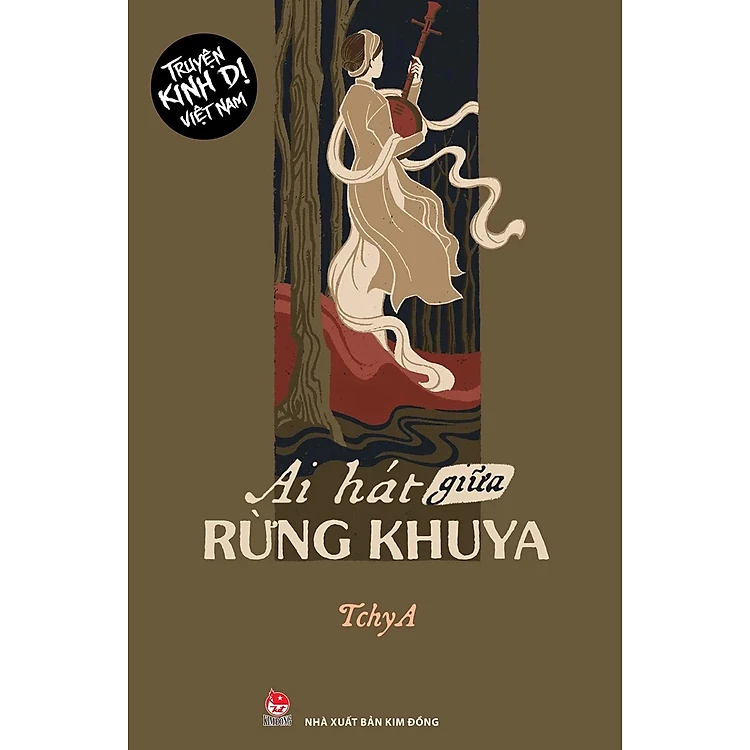 TRUYỆN
KINH DỊ
VIỆT NAM
Ai hát giữa
RỪNG KHUYA
TchyA
KIM ĐỒNG
NHÀ XUẤT BẢN KIM ĐỒNG